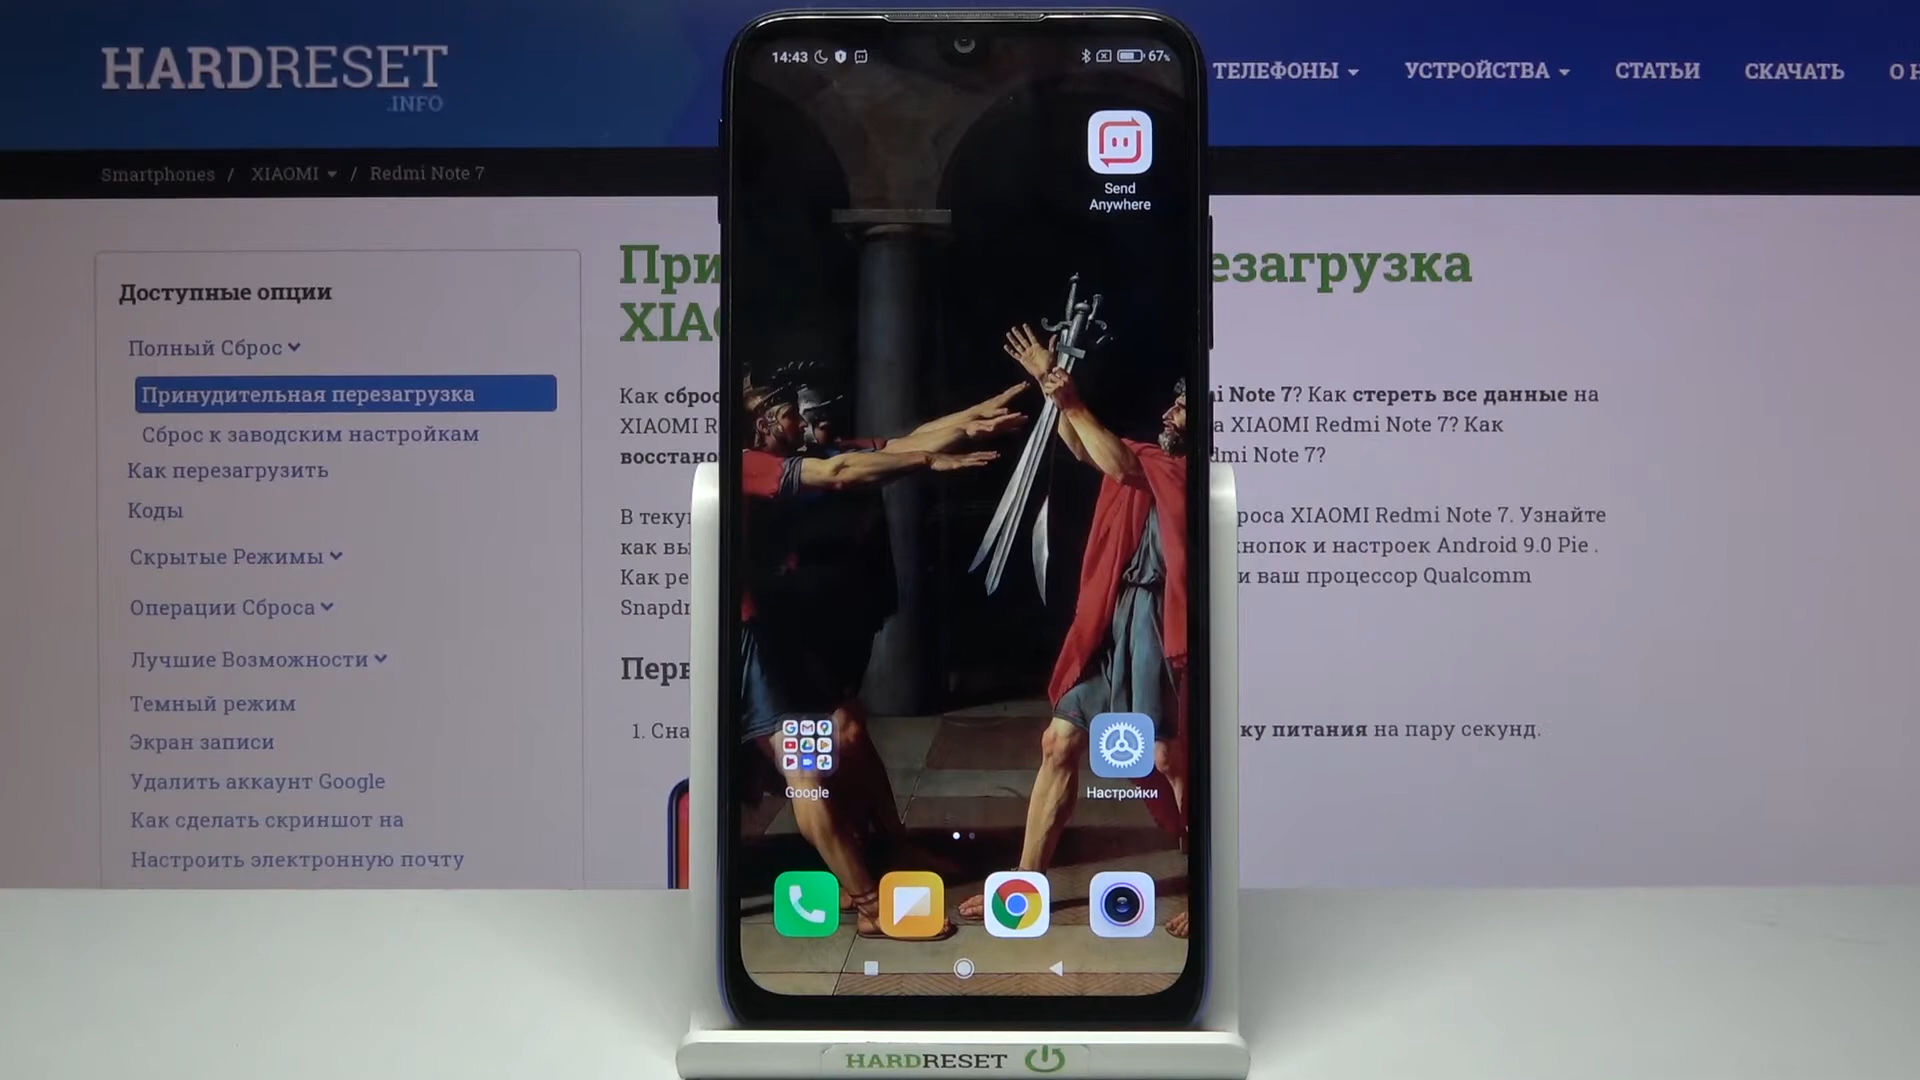 HARDRESET
.INFO
ТЕЛЕФОНЫ УСТРОЙСТВА СТАТЬИ СКАЧАТЬ О
Smartphones / XIAOMI / Redmi Note 7
14:43
67%
Send
Anywhere
Google
Настройки
Доступные опции
Полный Сброс
Принудительная перезагрузка
Сброс к заводским настройкам
Как перезагрузить
Коды
Скрытые Режимы
Операции Сброса
Лучшие Возможности
Темный режим
Экран записи
Удалить аккаунт Google
Как сделать скриншот на
Настроить электронную почту
При езагрузка
XIA
Как сброс i Note 7? Как стереть все данные на
XIAOMI R а XIAOMI Redmi Note 7? Как
восстано dmi Note 7?
В теку роса XIAOMI Redmi Note 7. Узнайте
как вы кнопок и настроек Android 9.0 Pie .
Как ре и ваш процессор Qualcomm
Snapdr
Перв
1. Сна ку питания на пару секунд.
HARDRESET